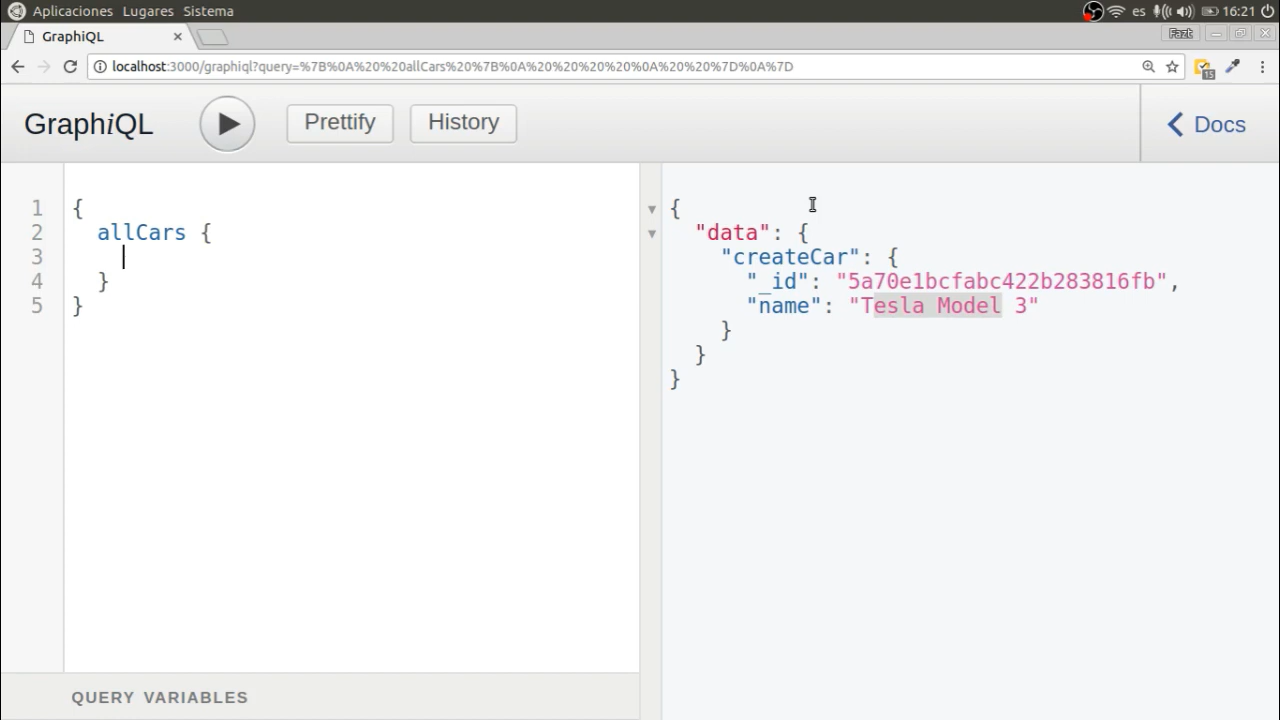 Aplicaciones Lugares Sistema
es 16:21
GraphiQL
Fazt
localhost:3000/graphiql?query=%7B%0A%20%20allCars%20%7B%0A%20%20%20%20%0A%20%20%7D%0A%7D
15
GraphiQL
Prettify
History
Docs
1 {
2 allCars {
3
4 }
5 }
{
"data": {
"createCar": {
"_id": "5a70e1bcfabc422b283816fb",
"name": "Tesla Model 3"
}
}
}
QUERY VARIABLES